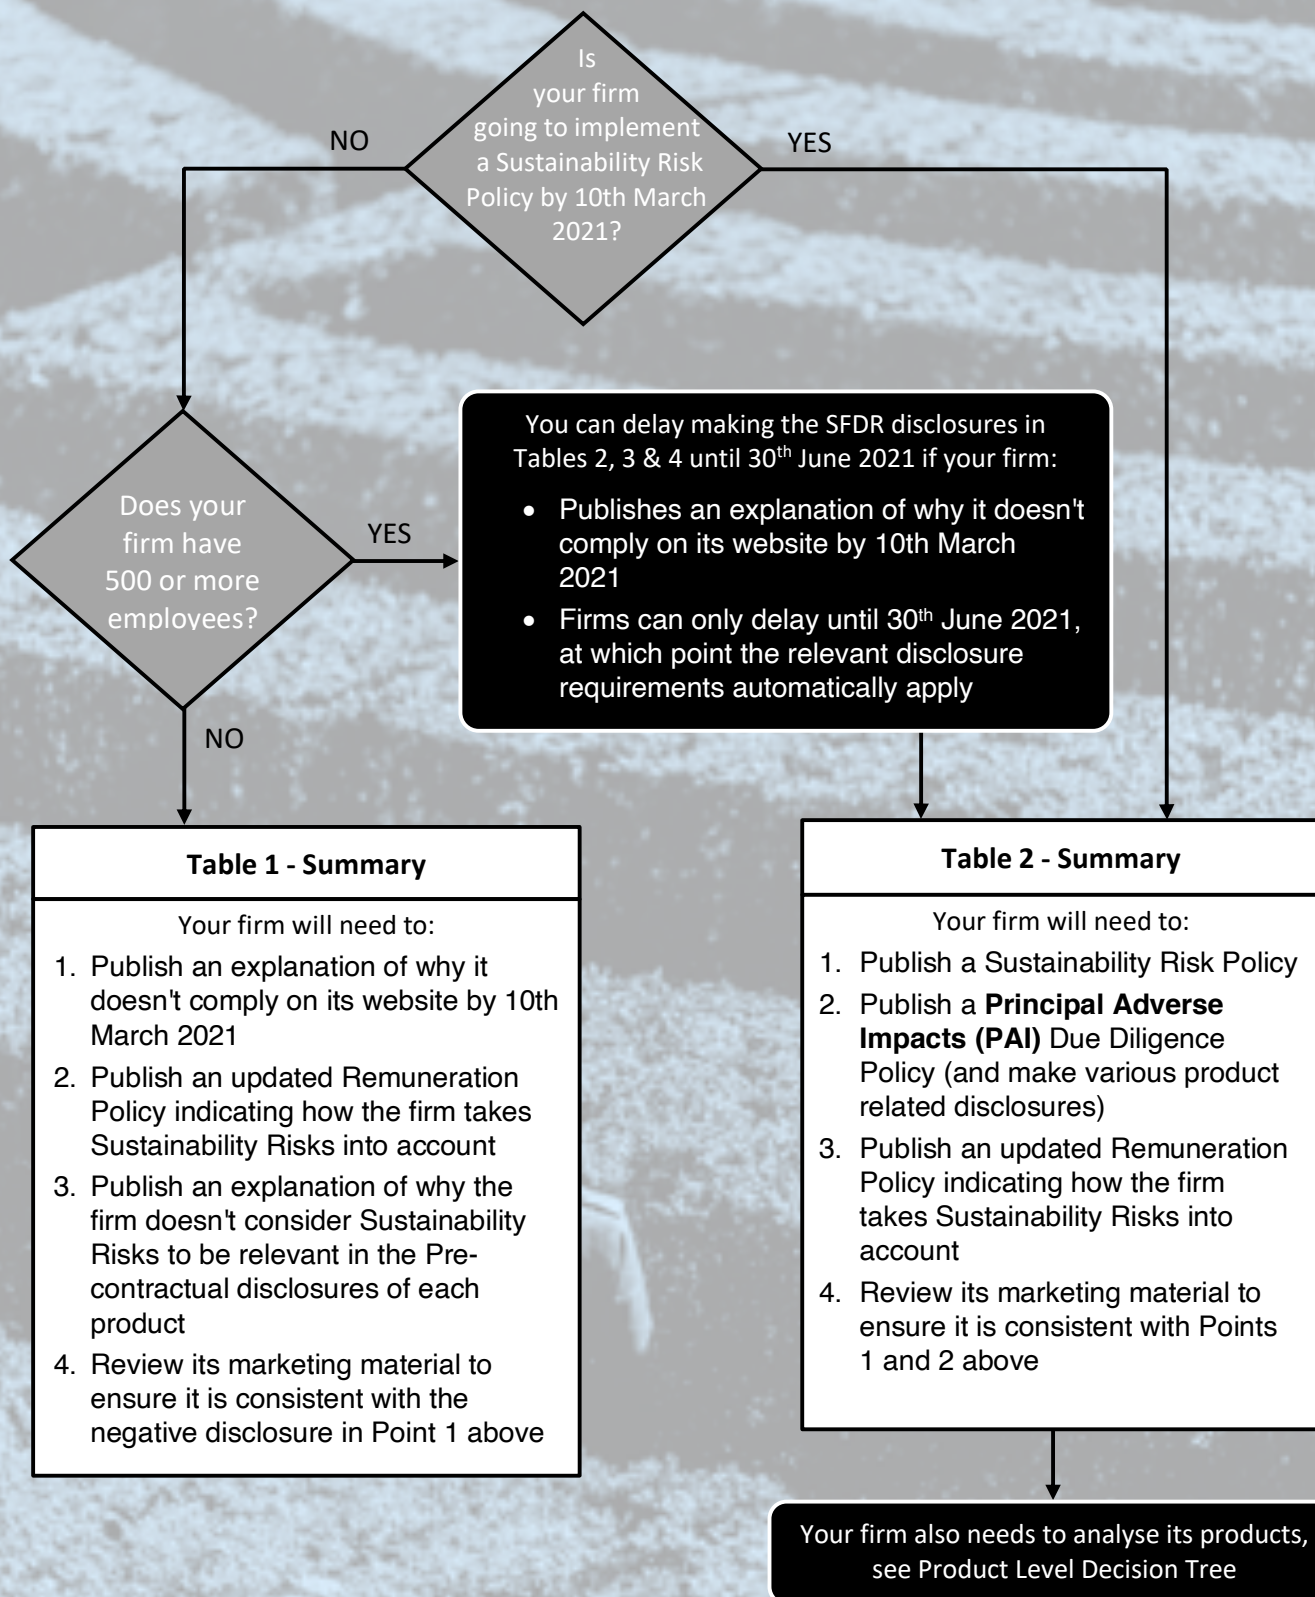 Is
your firm
going to implement
a Sustainability Risk
Policy by 10th March
2021?
NO
YES
Does your
firm have
500 or more
employees?
YES
NO
You can delay making the SFDR disclosures in
Tables 2, 3 & 4 until 30th June 2021 if your firm:
• Publishes an explanation of why it doesn't
comply on its website by 10th March
2021
• Firms can only delay until 30th June 2021,
at which point the relevant disclosure
requirements automatically apply
Table 1 - Summary
Your firm will need to:
1. Publish an explanation of why it
doesn't comply on its website by 10th
March 2021
2. Publish an updated Remuneration
Policy indicating how the firm takes
Sustainability Risks into account
3. Publish an explanation of why the
firm doesn't consider Sustainability
Risks to be relevant in the Pre-
contractual disclosures of each
product
4. Review its marketing material to
ensure it is consistent with the
negative disclosure in Point 1 above
Table 2 - Summary
Your firm will need to:
1. Publish a Sustainability Risk Policy
2. Publish a Principal Adverse
Impacts (PAI) Due Diligence
Policy (and make various product
related disclosures)
3. Publish an updated Remuneration
Policy indicating how the firm
takes Sustainability Risks into
account
4. Review its marketing material to
ensure it is consistent with Points
1 and 2 above
Your firm also needs to analyse its products,
see Product Level Decision Tree